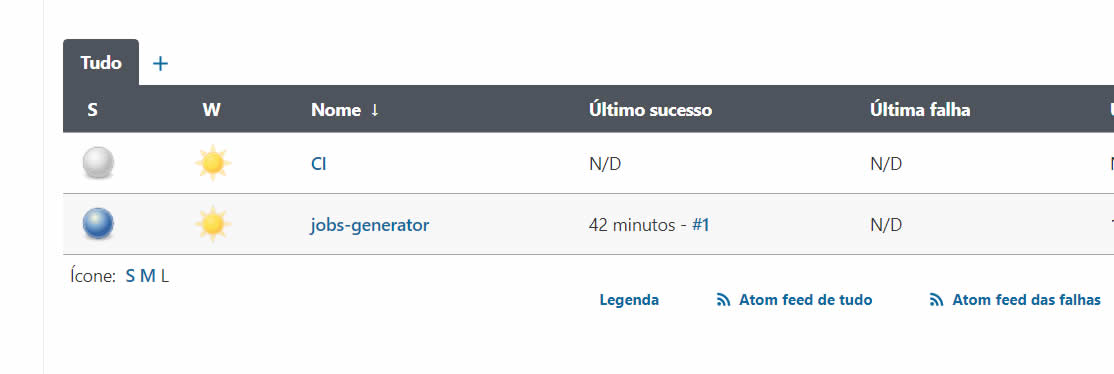 Tudo +
S W Nome ↓ Último sucesso Última falha
CI N/D N/D
jobs-generator 42 minutos - #1 N/D
Ícone: S M L
Legenda Atom feed de tudo Atom feed das falhas